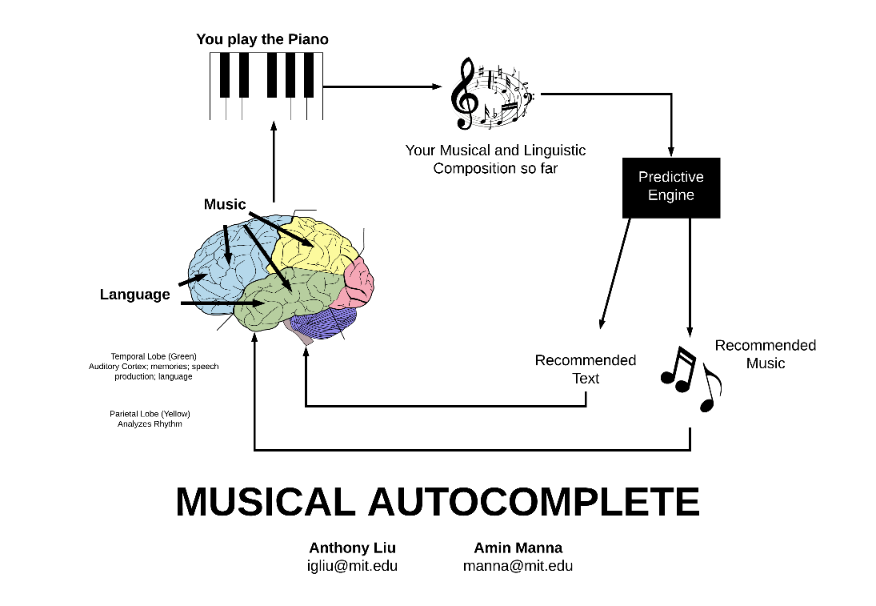 You play the Piano
Your Musical and Linguistic
Composition so far
Predictive
Engine
Music
Language
Temporal Lobe (Green)
Auditory Cortex; memories; speech
production; language
Parietal Lobe (Yellow)
Analyzes Rhythm
Recommended
Text
Recommended
Music
MUSICAL AUTOCOMPLETE
Anthony Liu
igliu@mit.edu
Amin Manna
manna@mit.edu